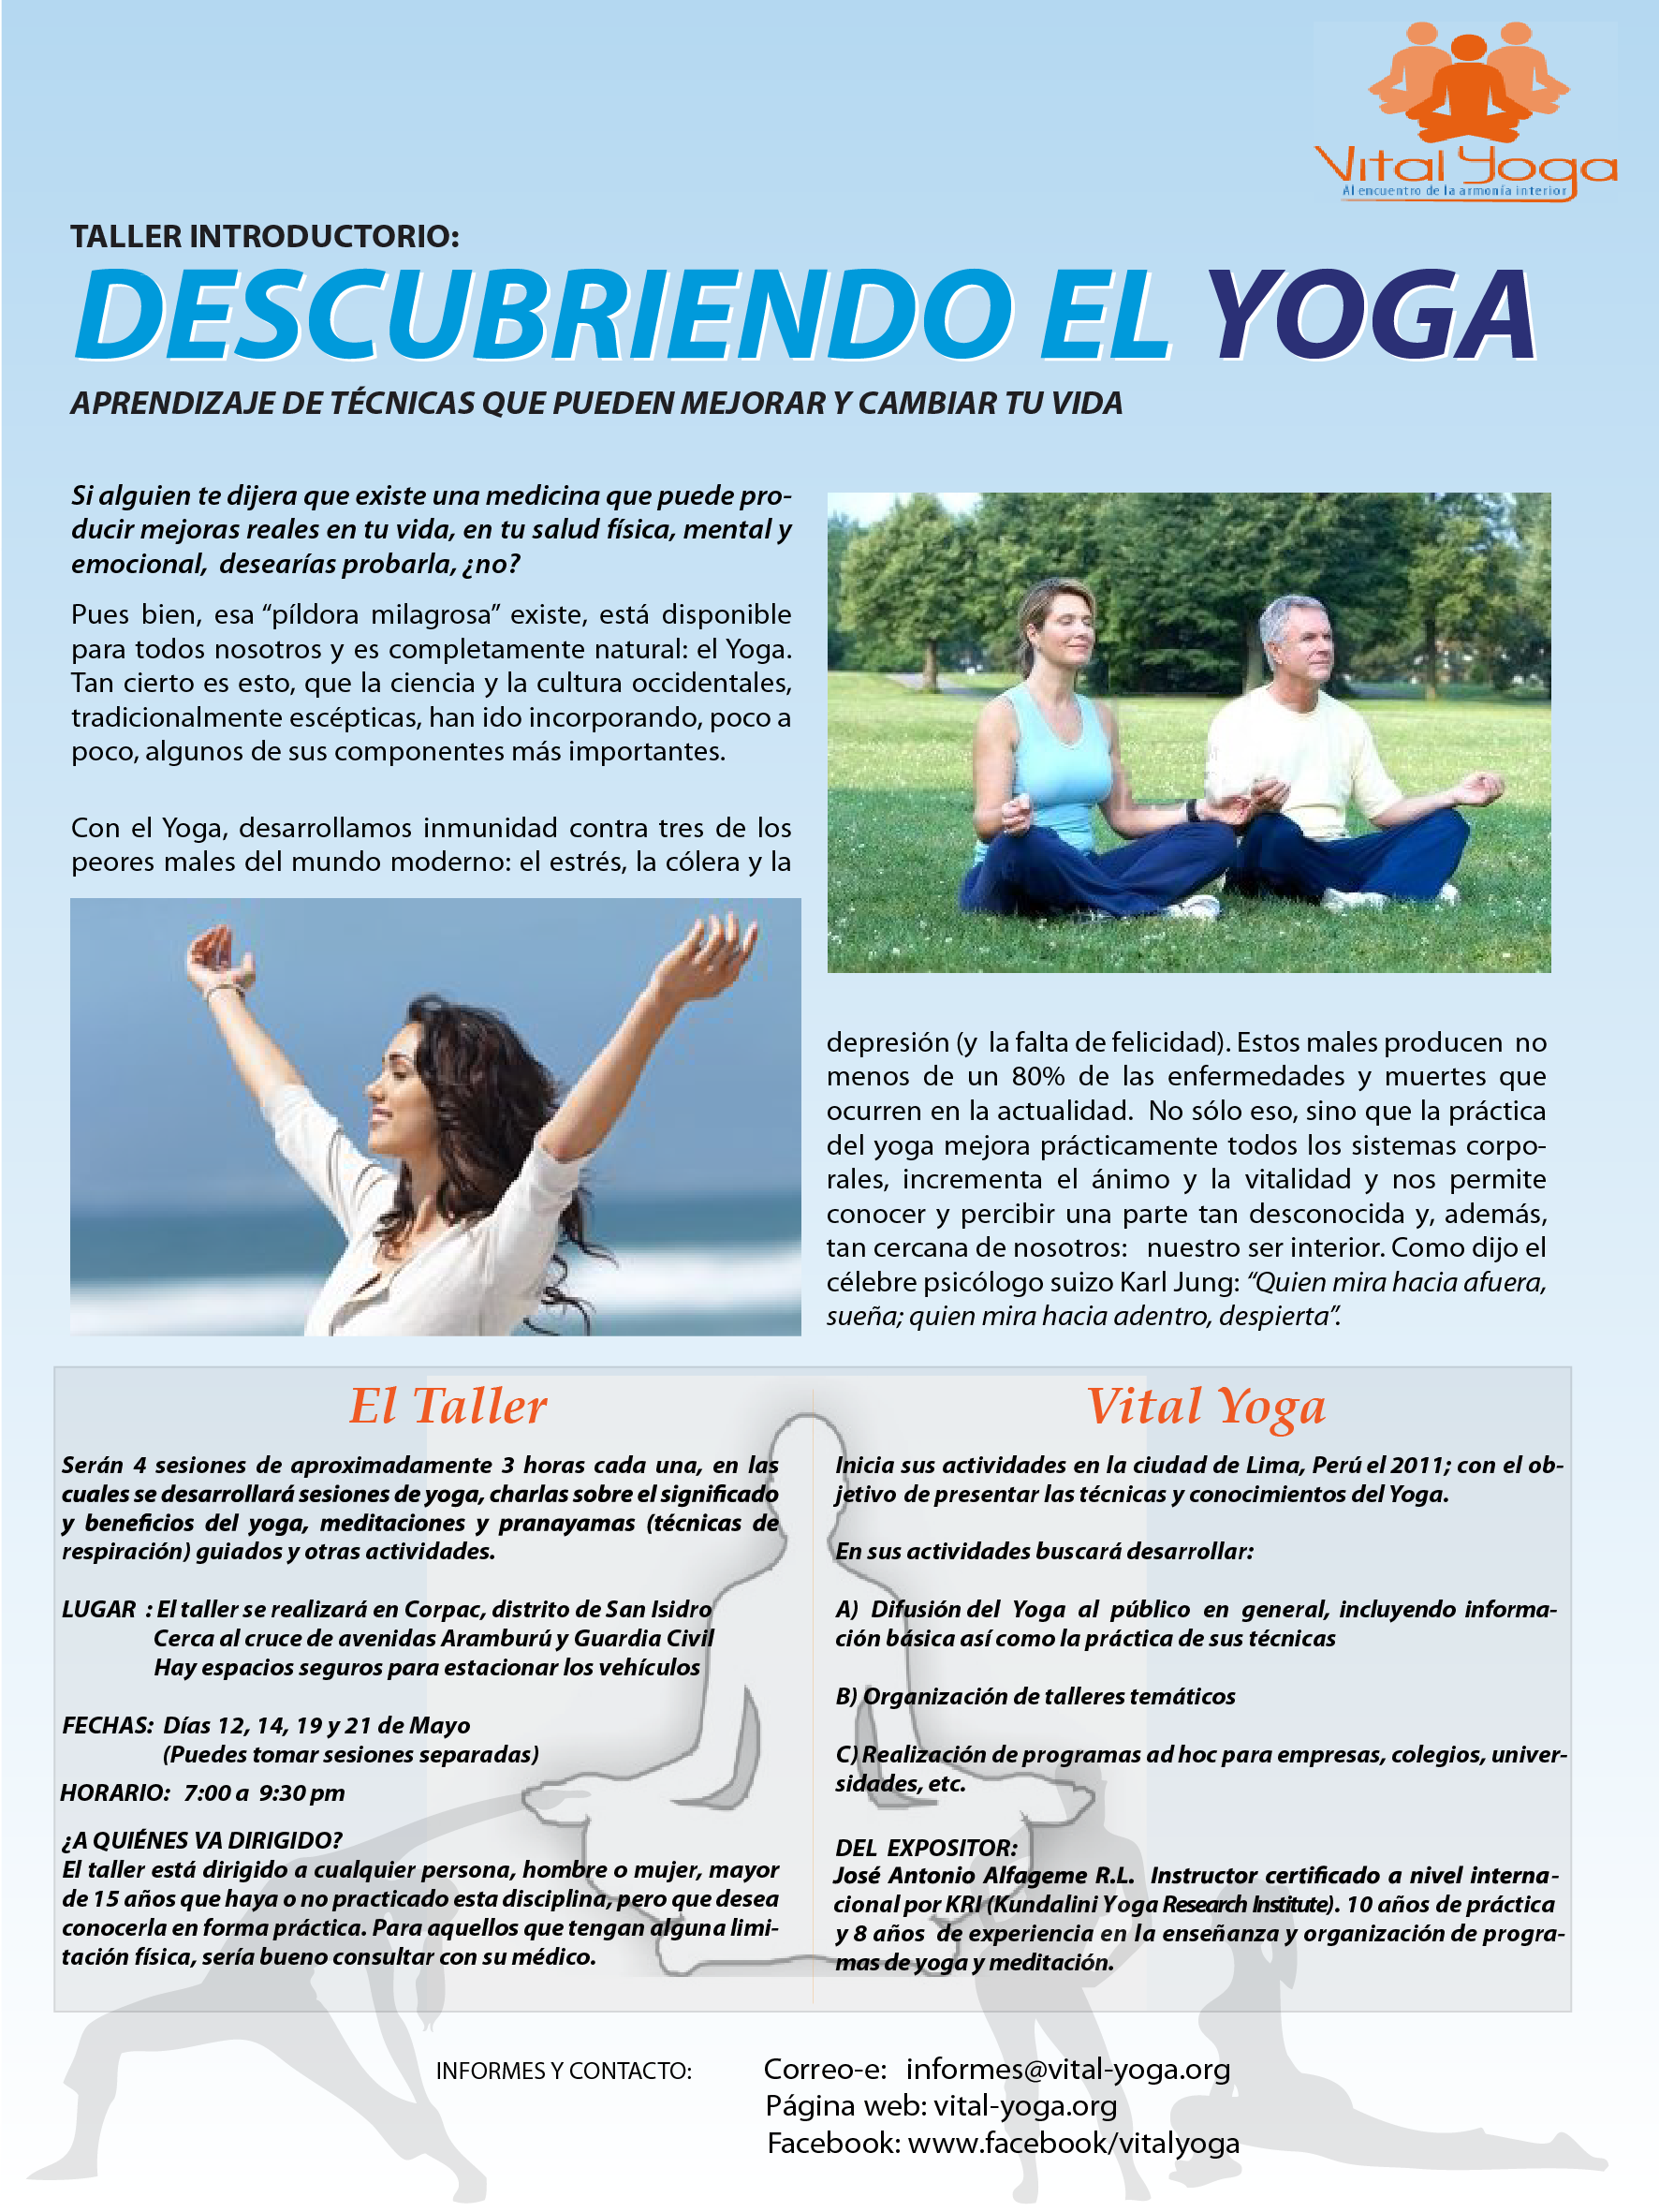 Vital Yoga
Al encuentro de la armonía interior
TALLER INTRODUCTORIO:
DESCUBRIENDO EL YOGA
APRENDIZAJE DE TÉCNICAS QUE PUEDEN MEJORAR Y CAMBIAR TU VIDA
Si alguien te dijera que existe una medicina que puede pro-
ducir mejoras reales en tu vida, en tu salud física, mental y
emocional, desearías probarla, ¿no?
Pues bien, esa “píldora milagrosa” existe, está disponible
para todos nosotros y es completamente natural: el Yoga.
Tan cierto es esto, que la ciencia y la cultura occidentales,
tradicionalmente escépticas, han ido incorporando, poco a
poco, algunos de sus componentes más importantes.
Con el Yoga, desarrollamos inmunidad contra tres de los
peores males del mundo moderno: el estrés, la cólera y la
depresión (y la falta de felicidad). Estos males producen no
menos de un 80% de las enfermedades y muertes que
ocurren en la actualidad. No sólo eso, sino que la práctica
del yoga mejora prácticamente todos los sistemas corpo-
rales, incrementa el ánimo y la vitalidad y nos permite
conocer y percibir una parte tan desconocida y, además,
tan cercana de nosotros: nuestro ser interior. Como dijo el
célebre psicólogo suizo Karl Jung: “Quien mira hacia afuera,
sueña; quien mira hacia adentro, despierta”.
El Taller
Serán 4 sesiones de aproximadamente 3 horas cada una, en las
cuales se desarrollará sesiones de yoga, charlas sobre el significado
y beneficios del yoga, meditaciones y pranayamas (técnicas de
respiración) guiados y otras actividades.
LUGAR : El taller se realizará en Corpac, distrito de San Isidro
Cerca al cruce de avenidas Aramburú y Guardia Civil
Hay espacios seguros para estacionar los vehículos
FECHAS: Días 12, 14, 19 y 21 de Mayo
(Puedes tomar sesiones separadas)
HORARIO: 7:00 a 9:30 pm
¿A QUIÉNES VA DIRIGIDO?
El taller está dirigido a cualquier persona, hombre o mujer, mayor
de 15 años que haya o no practicado esta disciplina, pero que desea
conocerla en forma práctica. Para aquellos que tengan alguna limi-
tación física, sería bueno consultar con su médico.
Vital Yoga
Inicia sus actividades en la ciudad de Lima, Perú el 2011; con el ob-
jetivo de presentar las técnicas y conocimientos del Yoga.
En sus actividades buscará desarrollar:
A) Difusión del Yoga al público en general, incluyendo informa-
ción básica así como la práctica de sus técnicas
B) Organización de talleres temáticos
C) Realización de programas ad hoc para empresas, colegios, univer-
sidades, etc.
DEL EXPOSITOR:
José Antonio Alfageme R.L. Instructor certificado a nivel interna-
cional por KRI (Kundalini Yoga Research Institute). 10 años de práctica
y 8 años de experiencia en la enseñanza y organización de progra-
mas de yoga y meditación.
INFORMES Y CONTACTO:
Correo-e: informes@vital-yoga.org
Página web: vital-yoga.org
Facebook: www.facebook/vitalyoga